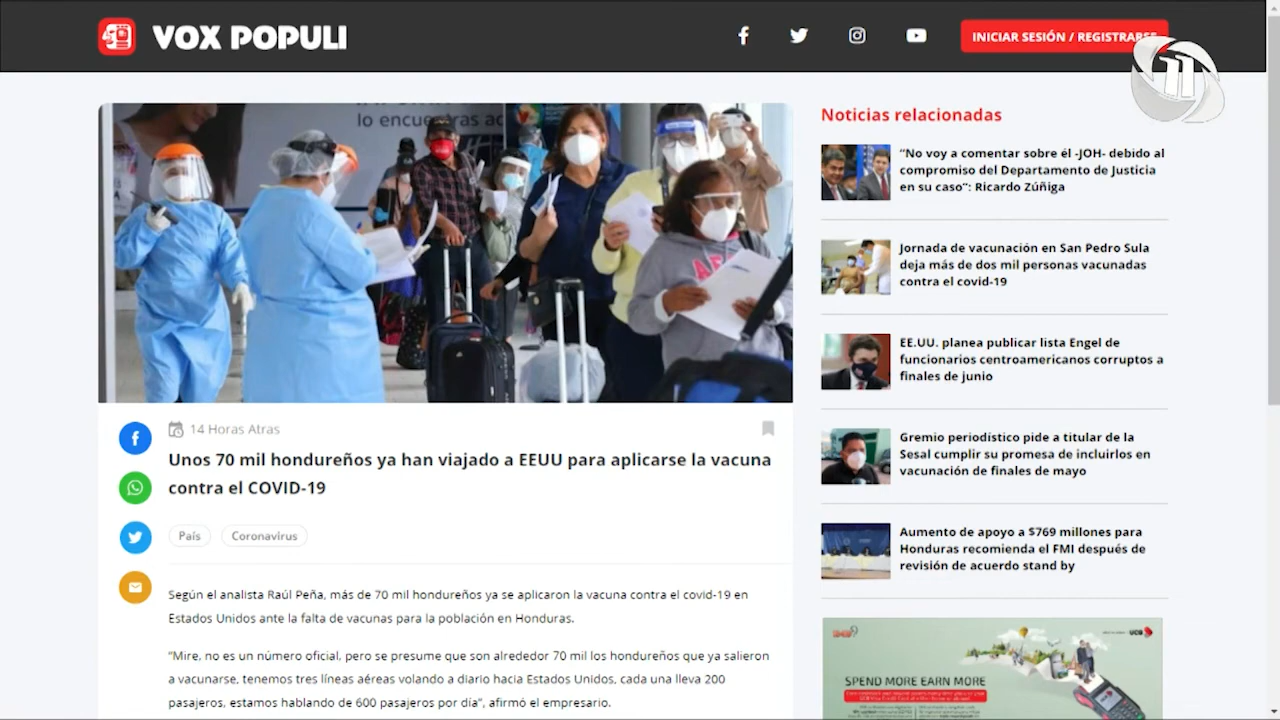 VOX POPULI
INICIAR SESIÓN / REGISTRARSE
11
lo encuentras
Noticias relacionadas
“No voy a comentar sobre él -JOH- debido al
compromiso del Departamento de Justicia
en su caso”: Ricardo Zúñiga
Jornada de vacunación en San Pedro Sula
deja más de dos mil personas vacunadas
contra el covid-19
EE.UU. planea publicar lista Engel de
funcionarios centroamericanos corruptos a
finales de junio
Gremio periodístico pide a titular de la
Sesal cumplir su promesa de incluirlos en
vacunación de finales de mayo
Aumento de apoyo a $769 millones para
Honduras recomienda el FMI después de
revisión de acuerdo stand by
14 Horas Atras
Unos 70 mil hondureños ya han viajado a EEUU para aplicarse la vacuna
contra el COVID-19
País
Coronavirus
Según el analista Raúl Peña, más de 70 mil hondureños ya se aplicaron la vacuna contra el covid-19 en
Estados Unidos ante la falta de vacunas para la población en Honduras.
“Mire, no es un número oficial, pero se presume que son alrededor 70 mil los hondureños que ya salieron
a vacunarse, tenemos tres líneas aéreas volando a diario hacia Estados Unidos, cada una lleva 200
pasajeros, estamos hablando de 600 pasajeros por día”, afirmó el empresario.
UCB
SPEND MORE EARN MORE